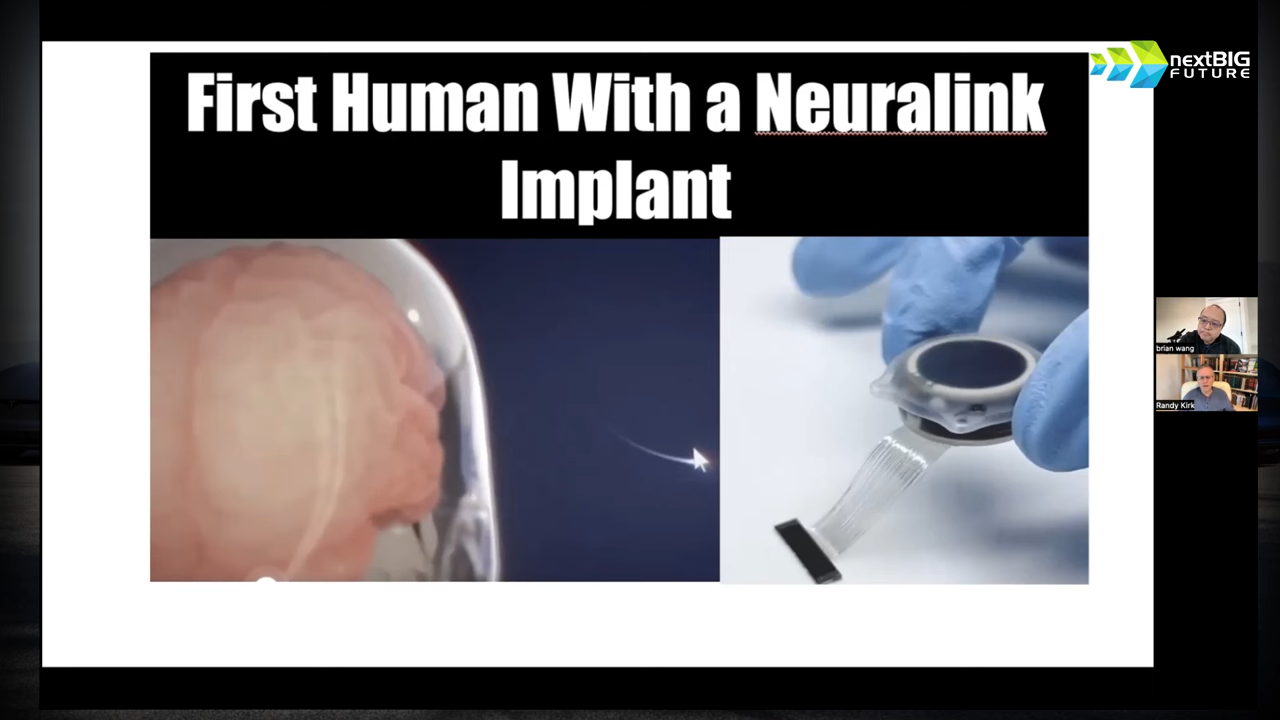 First Human With a Neuralink
Implant
nextBIG
FUTURE
brian wang
Randy Kirk